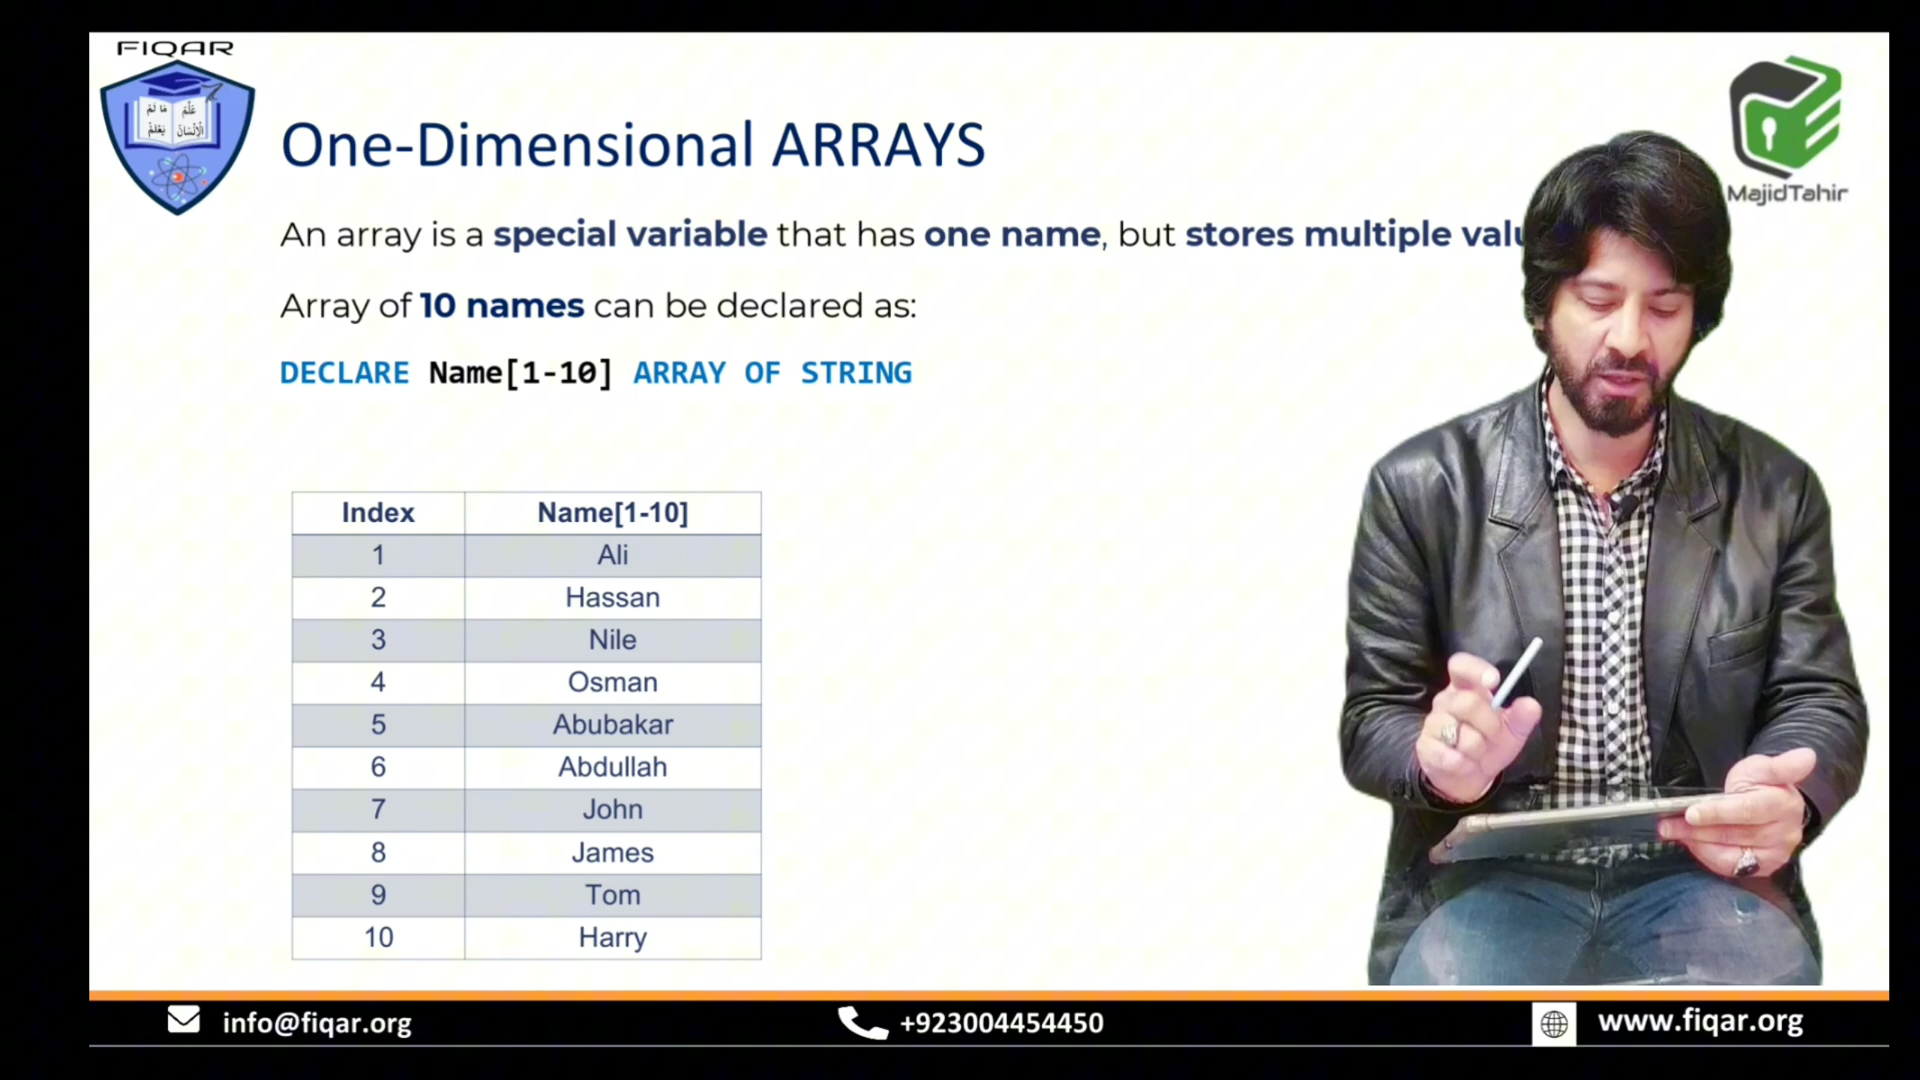 FIQAR
عَلَّمَ
مَا لَمْ
الْاِنْسَانَ
يَعْلَمْ
MajidTahir
One-Dimensional ARRAYS
An array is a special variable that has one name, but stores multiple valu
Array of 10 names can be declared as:
DECLARE Name[1-10] ARRAY OF STRING
Index Name[1-10]
1 Ali
2 Hassan
3 Nile
4 Osman
5 Abubakar
6 Abdullah
7 John
8 James
9 Tom
10 Harry
info@fiqar.org +923004454450 www.fiqar.org